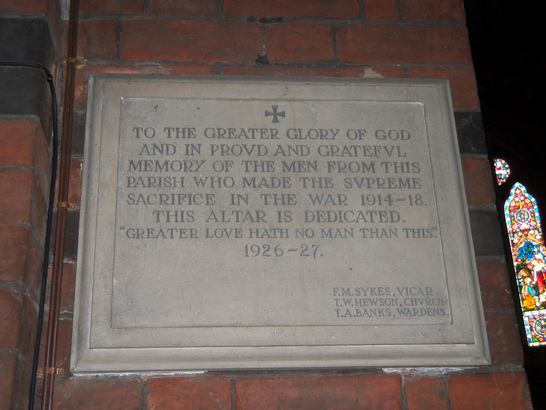 TO THE GREATER GLORY OF GOD
AND IN PROVD AND GRATEFVL
MEMORY OF THE MEN FROM THIS
PARISH WHO MADE THE SVPREME
SACRIFICE IN THE WAR 1914-18.
THIS ALTAR IS DEDICATED.
"GREATER LOVE HATH NO MAN THAN THIS".
1926-27.
F.M. SYKES, VICAR.
T.W. HEWSON, CHVRCH
T.A. BANKS, WARDENS.